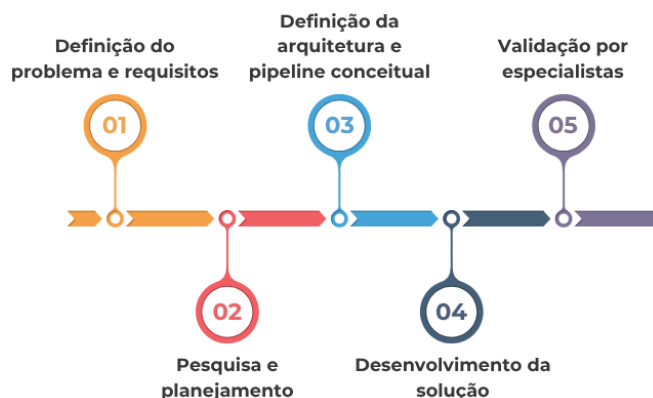 Definição do
problema e requisitos
01
Pesquisa e
planejamento
02
Definição da
arquitetura e
pipeline conceitual
03
Desenvolvimento da
solução
04
Validação por
especialistas
05